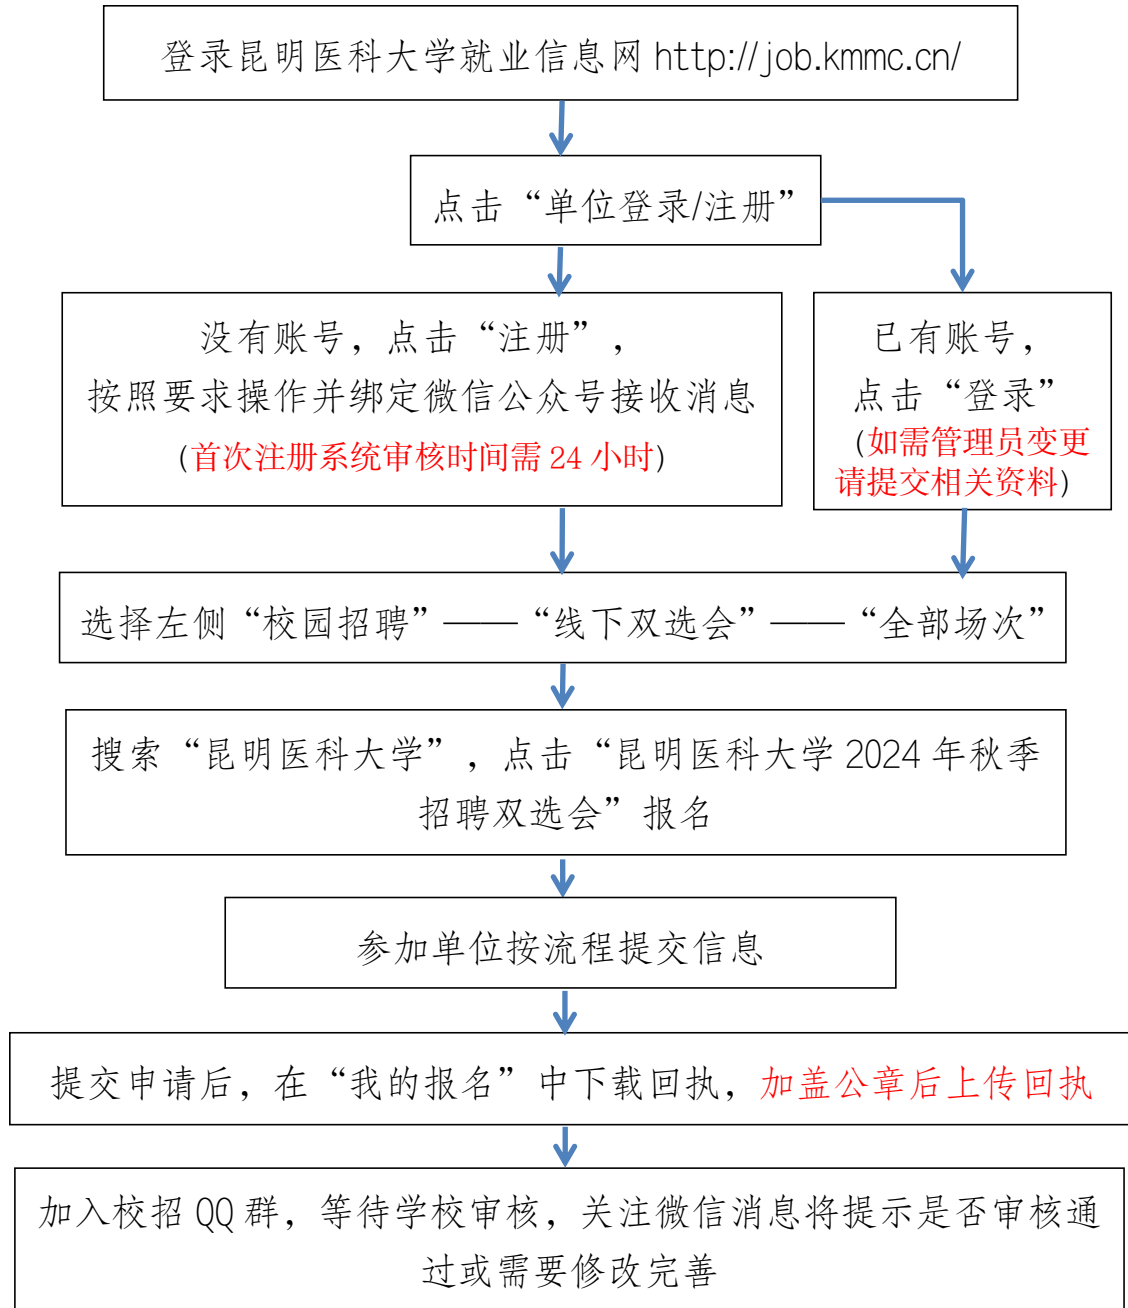 登录昆明医科大学就业信息网 http://job.kmmc.cn/
点击“单位登录/注册”
没有账号，点击“注册”，
按照要求操作并绑定微信公众号接收消息
（首次注册系统审核时间需 24 小时）
已有账号，
点击“登录”
（如需管理员变更
请提交相关资料）
选择左侧“校园招聘”——“线下双选会”——“全部场次”
搜索“昆明医科大学”，点击“昆明医科大学 2024 年秋季
招聘双选会”报名
参加单位按流程提交信息
提交申请后，在“我的报名”中下载回执，加盖公章后上传回执
加入校招 QQ 群，等待学校审核，关注微信消息将提示是否审核通
过或需要修改完善